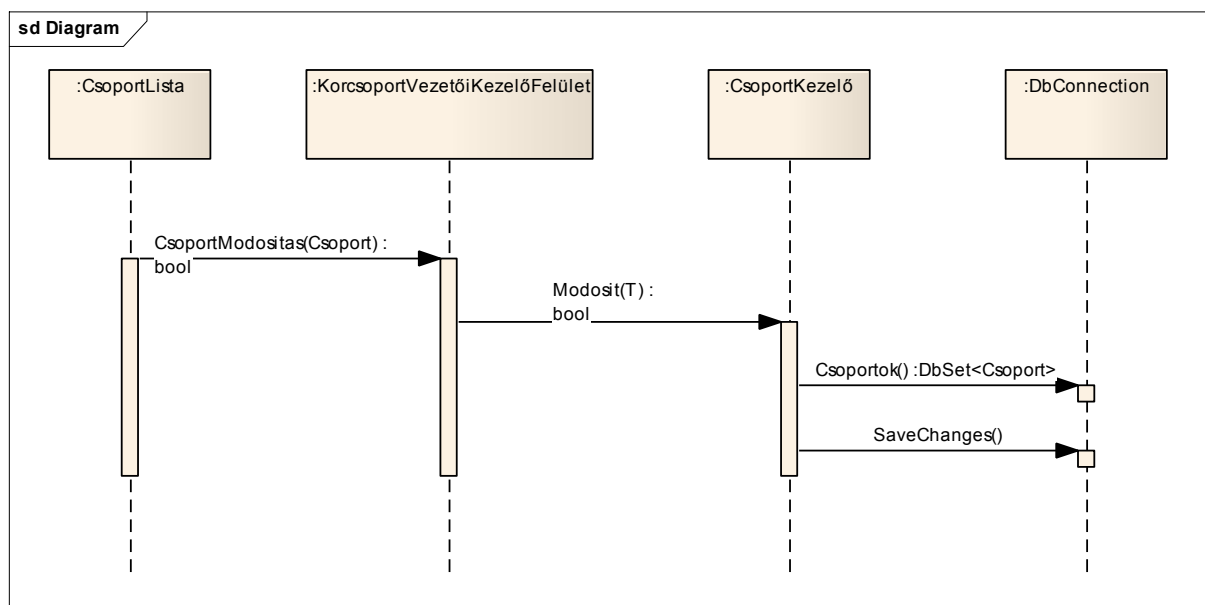 sd Diagram
:CsoportLista
:KorcsoportVezetőiKezelőFelület
:CsoportKezelő
:DbConnection
CsoportModositas(Csoport) :
bool
Modosit(T) :
bool
Csoportok() :DbSet<Csoport>
SaveChanges()